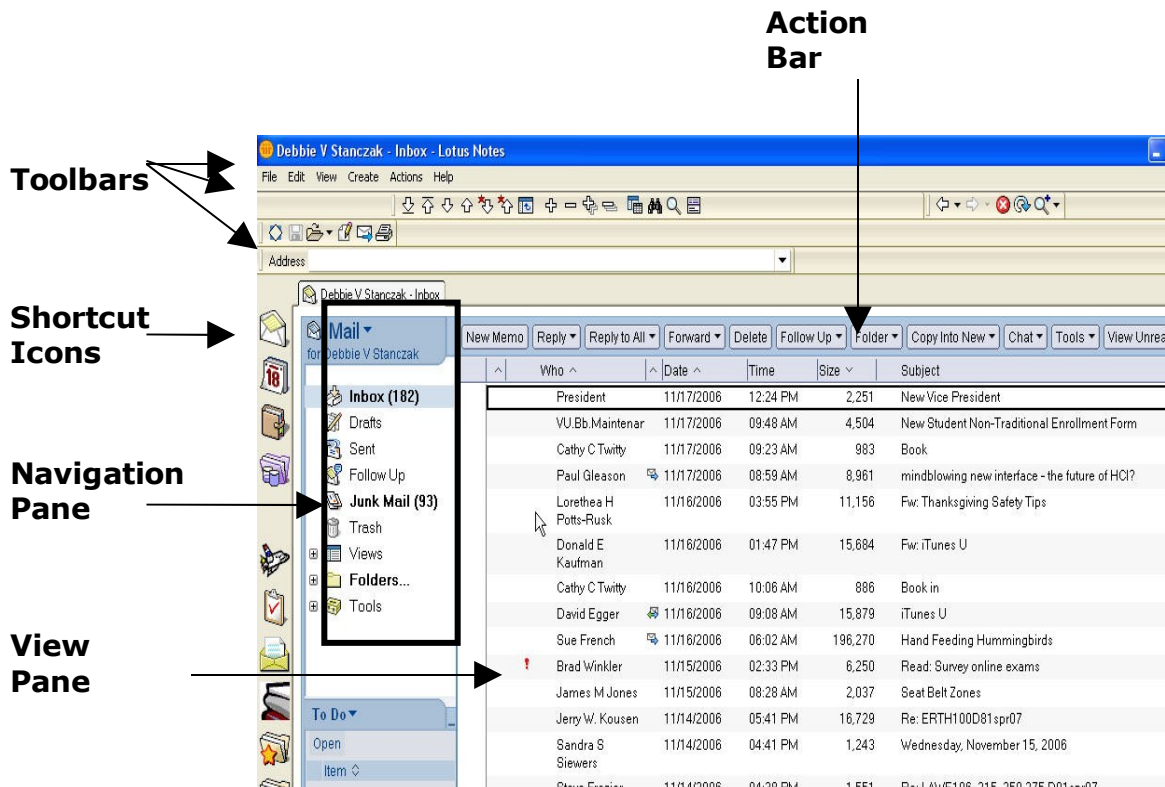 Action
Bar
Debbie V Stanczak - Inbox - Lotus Notes
Toolbars
File Edit View Create Actions Help
Address
Debbie V Stanczak - Inbox
Shortcut
Icons
Mail
for Debbie V Stanczak
New Memo Reply Reply to All Forward Delete Follow Up Folder Copy Into New Chat Tools View Unrea
Who Date Time Size Subject
18
Inbox (182)
Drafts
Sent
Follow Up
Junk Mail (93)
Trash
Views
Folders...
Tools
Navigation
Pane
View
Pane
To Do
Open
Item
President 11/17/2006 12:24 PM 2,251 New Vice President
VU.Bb.Maintenar 11/17/2006 09:48 AM 4,504 New Student Non-Traditional Enrollment Form
Cathy C Twitty 11/17/2006 09:23 AM 983 Book
Paul Gleason 11/17/2006 08:59 AM 8,961 mindblowing new interface - the future of HCI?
Lorethea H
Potts-Rusk 11/16/2006 03:55 PM 11,156 Fw: Thanksgiving Safety Tips
Donald E
Kaufman 11/16/2006 01:47 PM 15,684 Fw: iTunes U
Cathy C Twitty 11/16/2006 10:06 AM 886 Book in
David Egger 11/16/2006 09:08 AM 15,879 iTunes U
Sue French 11/16/2006 06:02 AM 196,270 Hand Feeding Hummingbirds
Brad Winkler 11/15/2006 02:33 PM 6,250 Read: Survey online exams
James M Jones 11/15/2006 08:28 AM 2,037 Seat Belt Zones
Jerry W. Kousen 11/14/2006 05:41 PM 16,729 Re: ERTH100D81spr07
Sandra S
Siewers 11/14/2006 04:41 PM 1,243 Wednesday, November 15, 2006